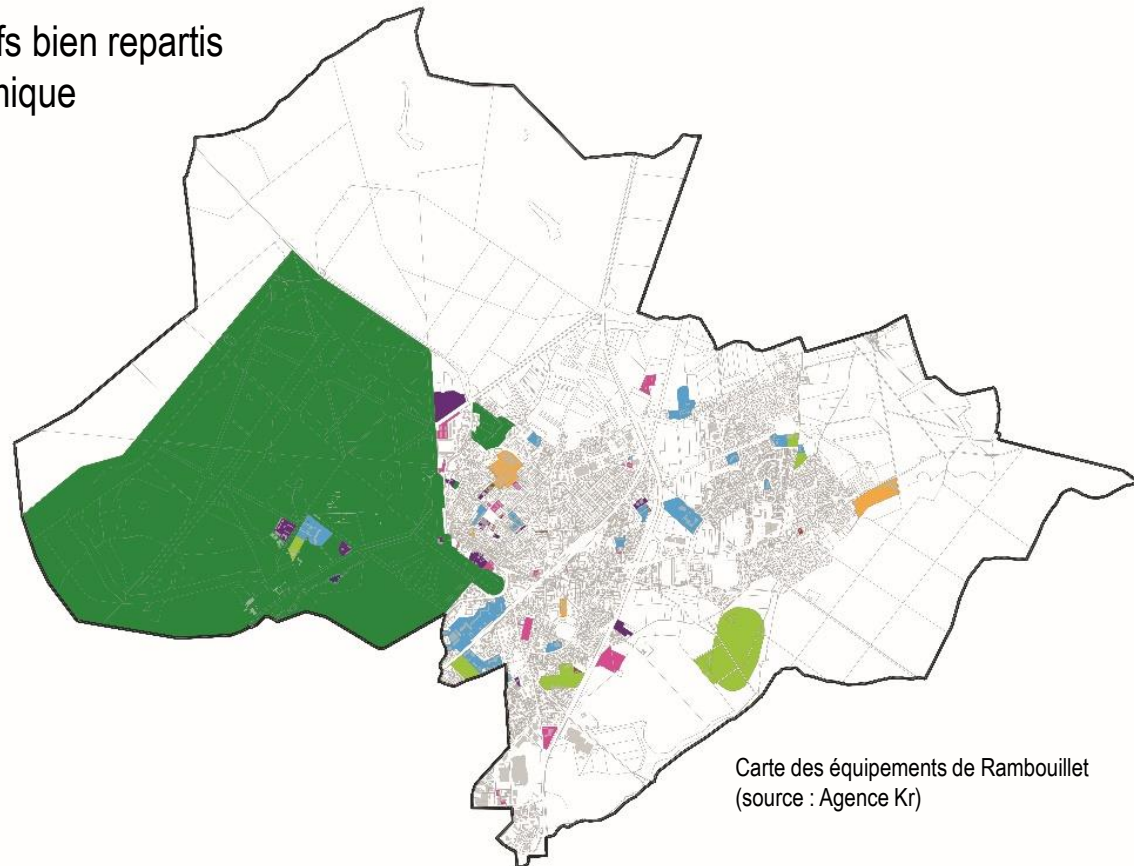 fs bien repartis
nique
Carte des équipements de Rambouillet
(source : Agence Kr)